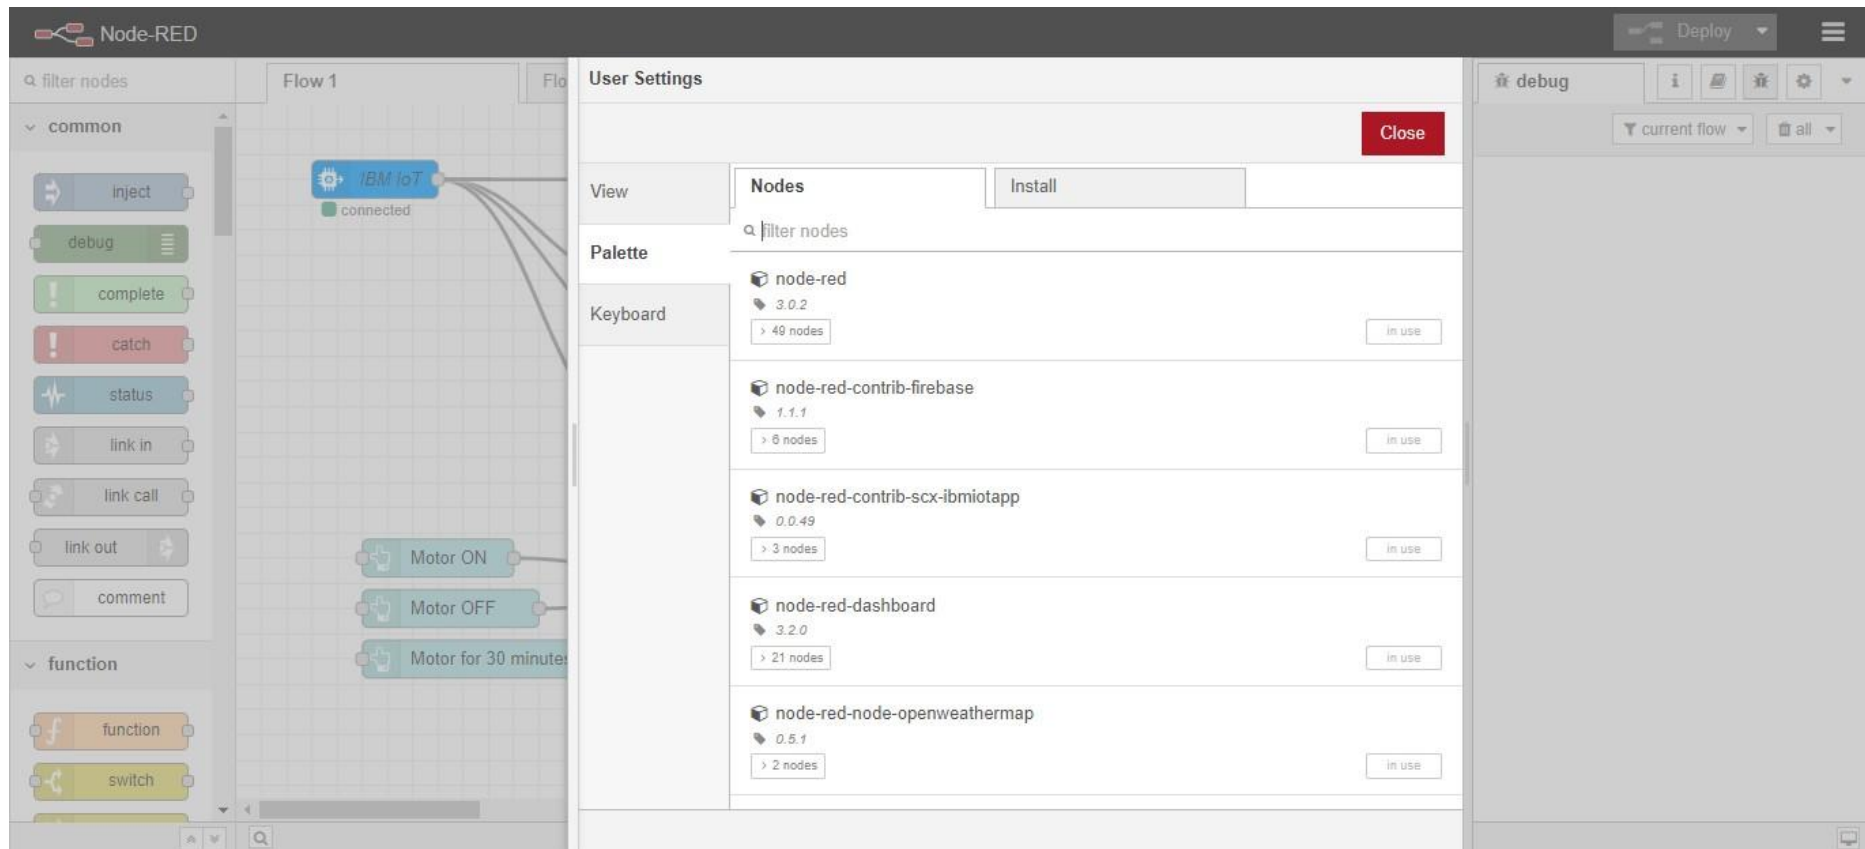 Node-RED
Deploy
filter nodes
Flow 1
Flo
User Settings
debug
i
common
Close
current flow
all
inject
IBM IoT
connected
View
Nodes
Install
filter nodes
debug
Palette
complete
node-red
3.0.2
49 nodes
in use
Keyboard
catch
status
node-red-contrib-firebase
1.1.1
6 nodes
in use
link in
link call
node-red-contrib-scx-ibmiotapp
0.0.49
3 nodes
in use
link out
Motor ON
comment
Motor OFF
node-red-dashboard
3.2.0
21 nodes
in use
function
Motor for 30 minutes
function
node-red-node-openweathermap
0.5.1
2 nodes
in use
switch